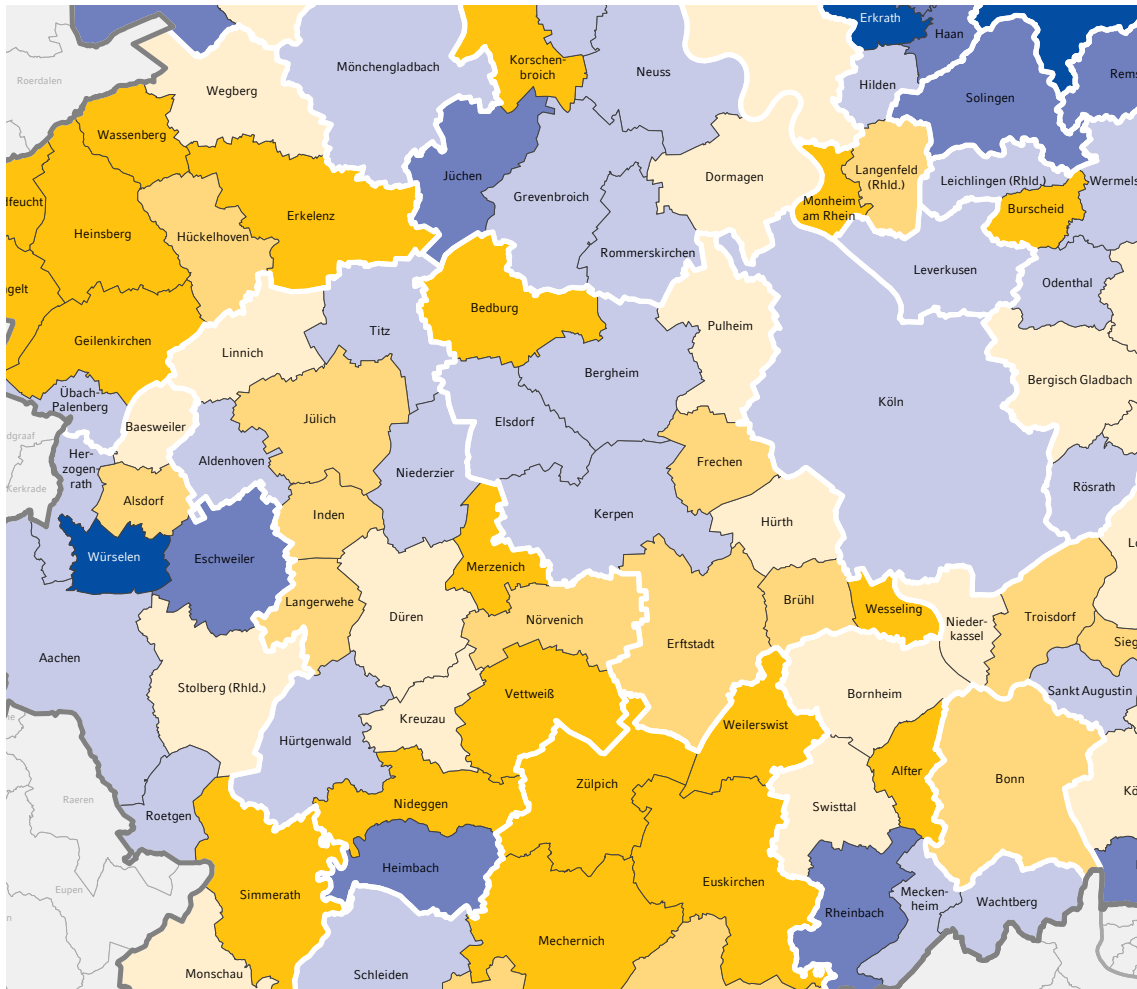 Erkrath
Haan
Korschen-
broich
Mönchengladbach
Neuss
Rems
Roerdalen
Hilden
Wegberg
Solingen
Wassenberg
Langenfeld
(Rhld.)
Jüchen
Dormagen
Leichlingen (Rhld.)
Wermels
Grevenbroich
lfeucht
Monheim
am Rhein
Burscheid
Erkelenz
Heinsberg
Hückelhoven
Rommerskirchen
Leverkusen
Odenthal
gelt
Bedburg
Pulheim
Titz
Geilenkirchen
Linnich
Bergheim
Bergisch Gladbach
Übach-
Palenberg
Köln
Jülich
Elsdorf
Baesweiler
dgraaf
Her-
zogen-
rath
Aldenhoven
Frechen
Niederzier
Kerkrade
Rösrath
Alsdorf
Inden
Kerpen
Hürth
Lo
Würselen
Eschweiler
Merzenich
Langerwehe
Brühl
Wesseling
Düren
Nörvenich
Nieder-
kassel
Troisdorf
Erftstadt
Sieg
Aachen
Stolberg (Rhld.)
Vettweiß
Bornheim
Sankt Augustin
Kreuzau
Weilerswist
Hürtgenwald
Alfter
Bonn
Zülpich
Kö
Raeren
Nideggen
Swisttal
Roetgen
Heimbach
Euskirchen
Eupen
Simmerath
Mecken-
heim
Wachtberg
Rheinbach
Mechernich
Monschau
Schleiden